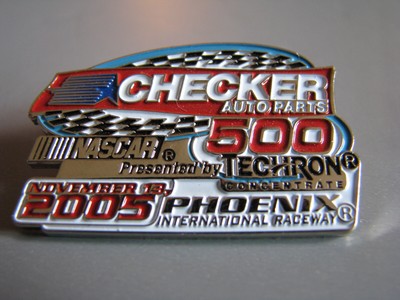 CHECKER
AUTO PARTS
500
NASCAR®
Presented by TECHRON®
CONCENTRATE
NOVEMBER 13,
2005 PHOENIX
INTERNATIONAL RACEWAY®